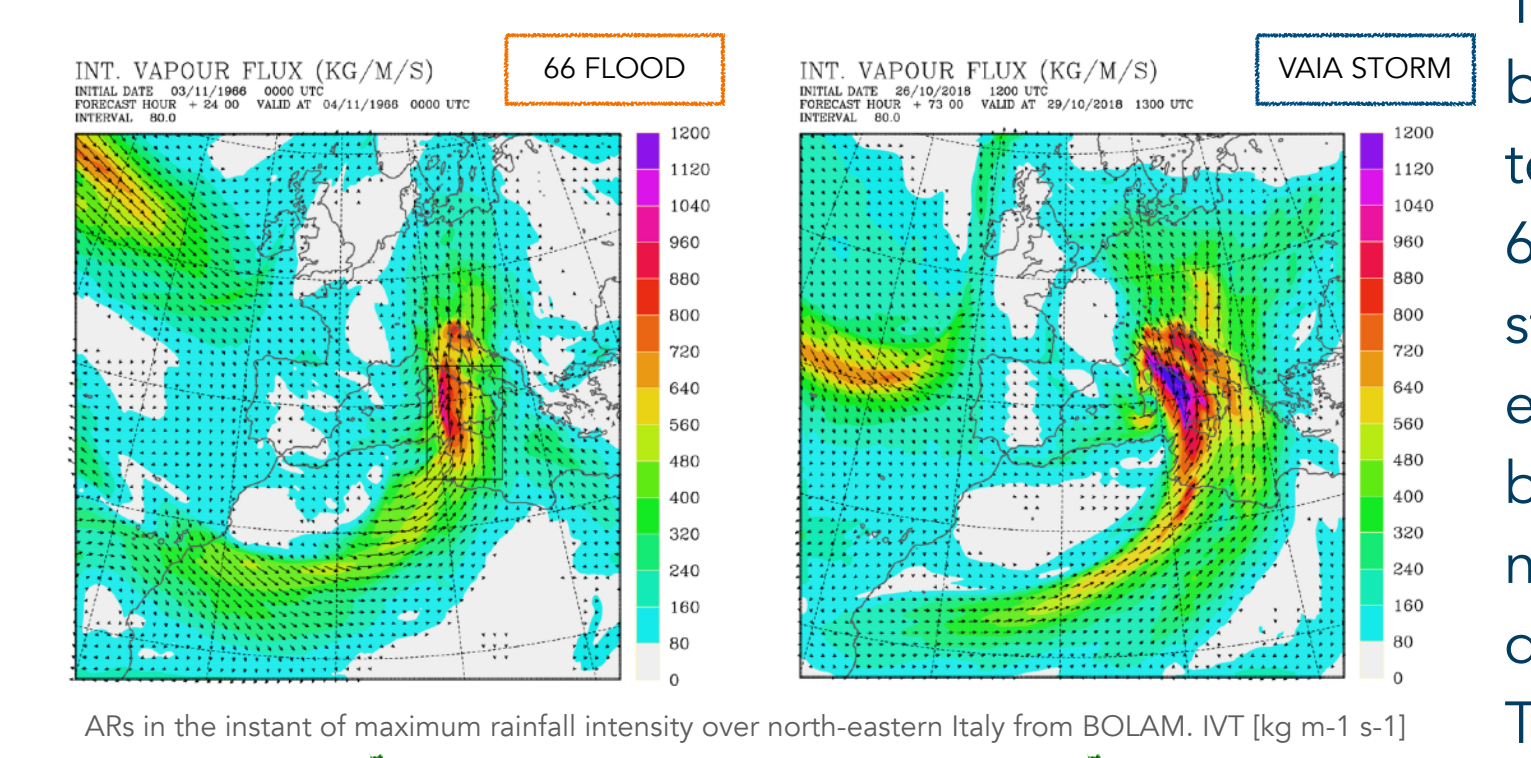 66 FLOOD
INT. VAPOUR FLUX (KG/M/S)
INITIAL DATE 03/11/1966 0000 UTC
FORECAST HOUR + 24 00 VALID AT 04/11/1966 0000 UTC
INTERVAL 80.0
1200
1120
1040
960
880
800
720
640
560
480
400
320
240
160
80
0
VAIA STORM
INT. VAPOUR FLUX (KG/M/S)
INITIAL DATE 26/10/2018 1200 UTC
FORECAST HOUR + 73 00 VALID AT 29/10/2018 1300 UTC
INTERVAL 80.0
1200
1120
1040
960
880
800
720
640
560
480
400
320
240
160
80
0
ARs in the instant of maximum rainfall intensity over north-eastern Italy from BOLAM. IVT [kg m-1 s-1]